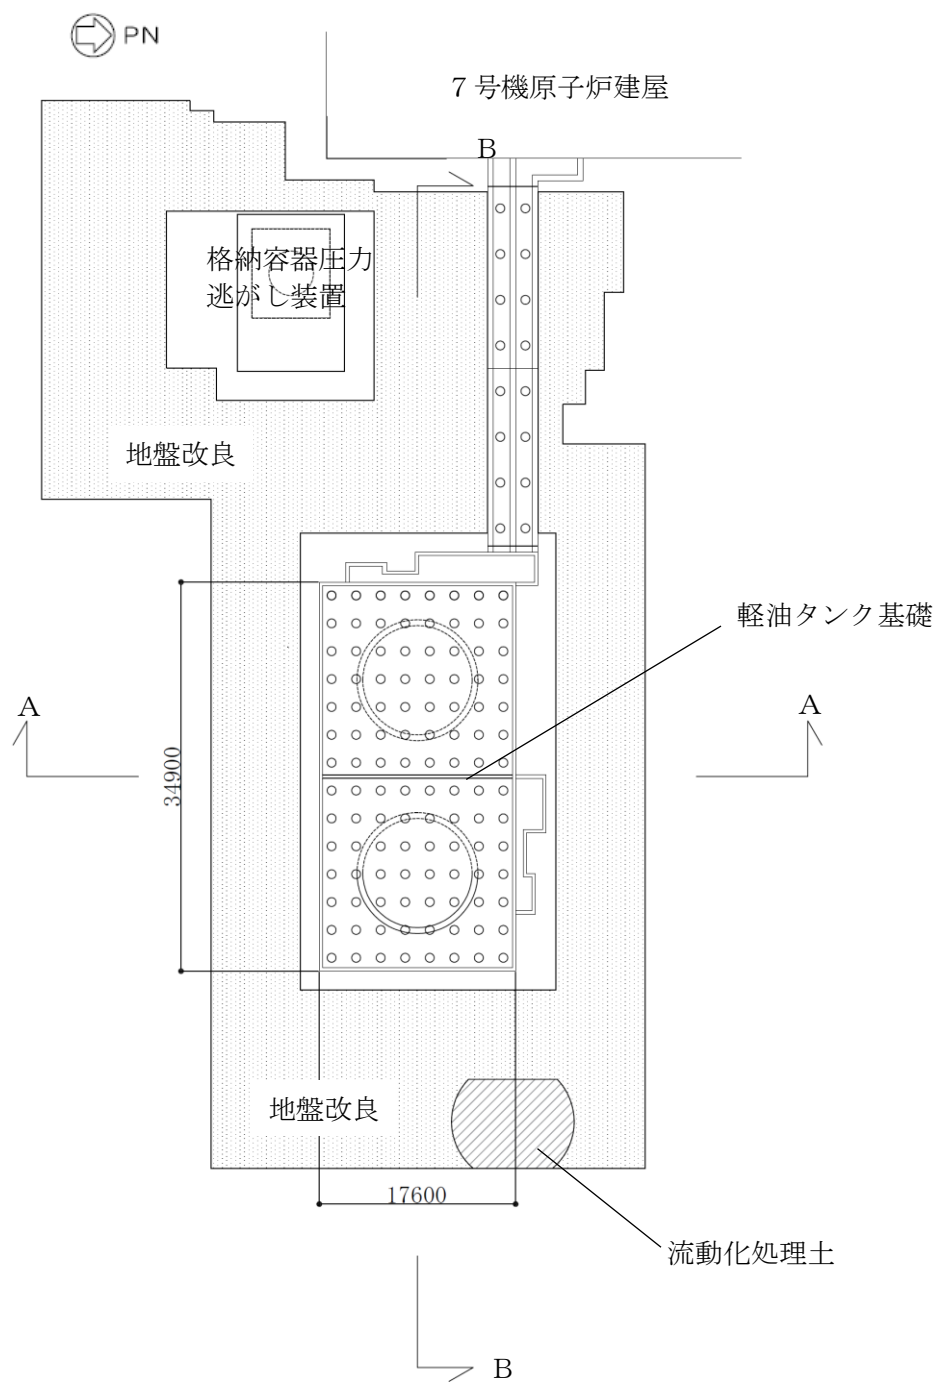 PN
7号機原子炉建屋
B
格納容器圧力
逃がし装置
地盤改良
軽油タンク基礎
A
A
34900
地盤改良
17600
流動化処理土
B